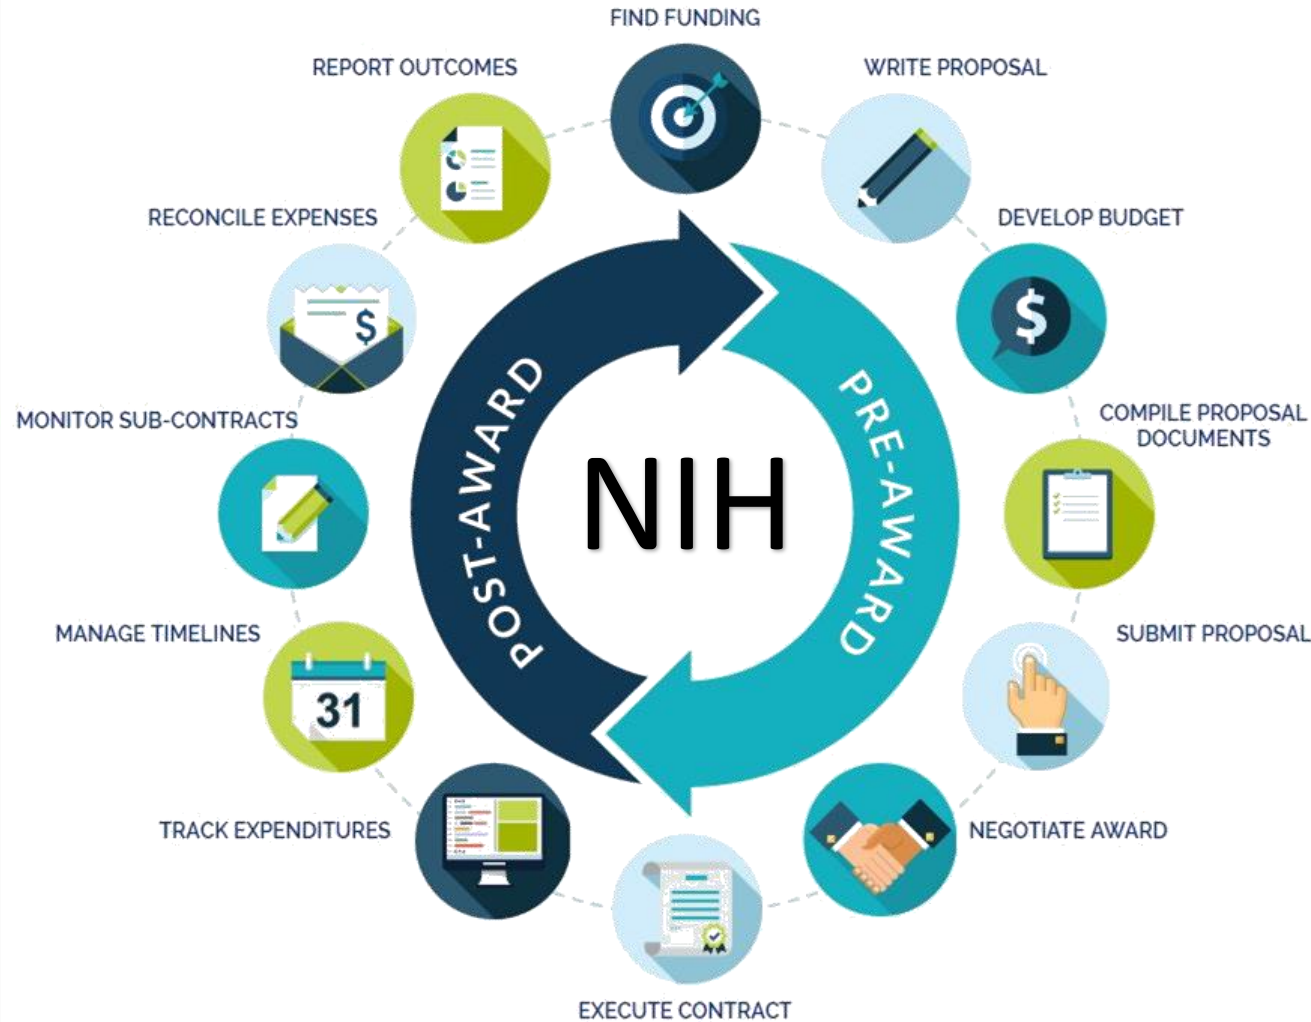 FIND FUNDING
WRITE PROPOSAL
DEVELOP BUDGET
$
COMPILE PROPOSAL
DOCUMENTS
SUBMIT PROPOSAL
NEGOTIATE AWARD
EXECUTE CONTRACT
TRACK EXPENDITURES
MANAGE TIMELINES
31
MONITOR SUB-CONTRACTS
RECONCILE EXPENSES
$
REPORT OUTCOMES
POST-AWARD
PRE-AWARD
NIH